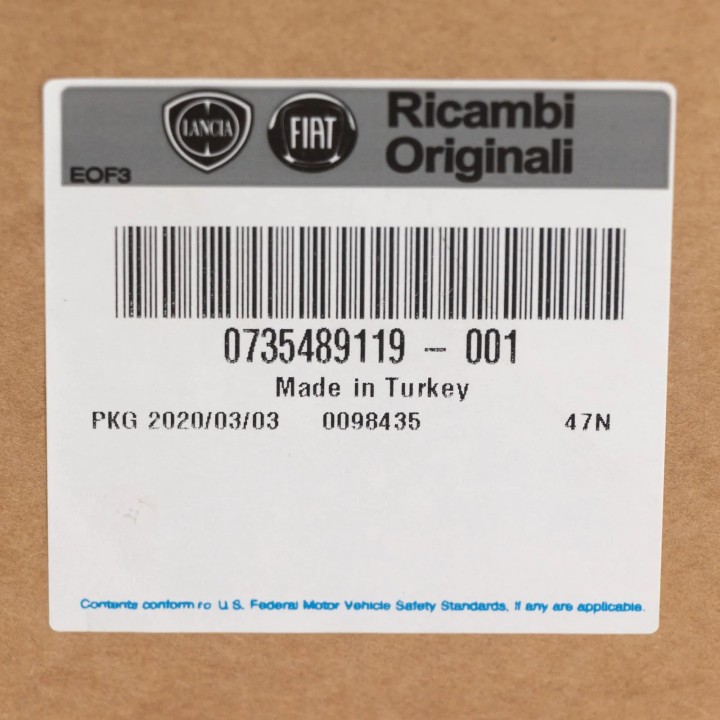 LANCIA FIAT Ricambi
Originali
EOF3
0735489119 - 001
Made in Turkey
PKG 2020/03/03 0098435 47N
Contents conform ro U.S. Federal Motor Vehicle Safety Standards, If any are applicable.